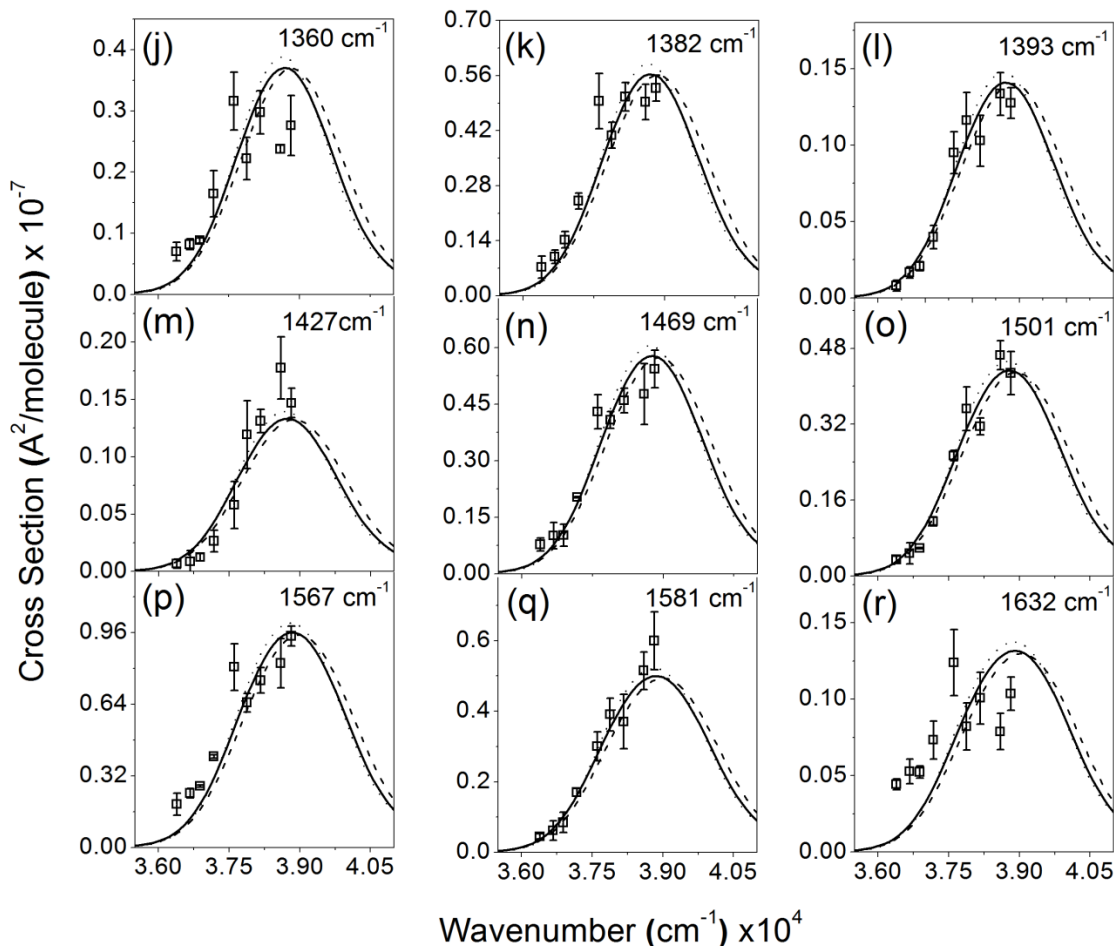 Cross Section (A²/molecule) x 10⁻⁷
(j) 1360 cm⁻¹
0.4
0.3
0.2
0.1
0.0
(k) 1382 cm⁻¹
0.70
0.56
0.42
0.28
0.14
0.00
(l) 1393 cm⁻¹
0.15
0.10
0.05
0.00
(m) 1427cm⁻¹
0.20
0.15
0.10
0.05
0.00
(n) 1469 cm⁻¹
0.60
0.45
0.30
0.15
0.00
(o) 1501 cm⁻¹
0.48
0.32
0.16
0.00
(p) 1567 cm⁻¹
0.96
0.64
0.32
0.00
3.60 3.75 3.90 4.05
(q) 1581 cm⁻¹
0.6
0.4
0.2
0.0
3.60 3.75 3.90 4.05
(r) 1632 cm⁻¹
0.15
0.10
0.05
0.00
3.60 3.75 3.90 4.05
Wavenumber (cm⁻¹) x10⁴